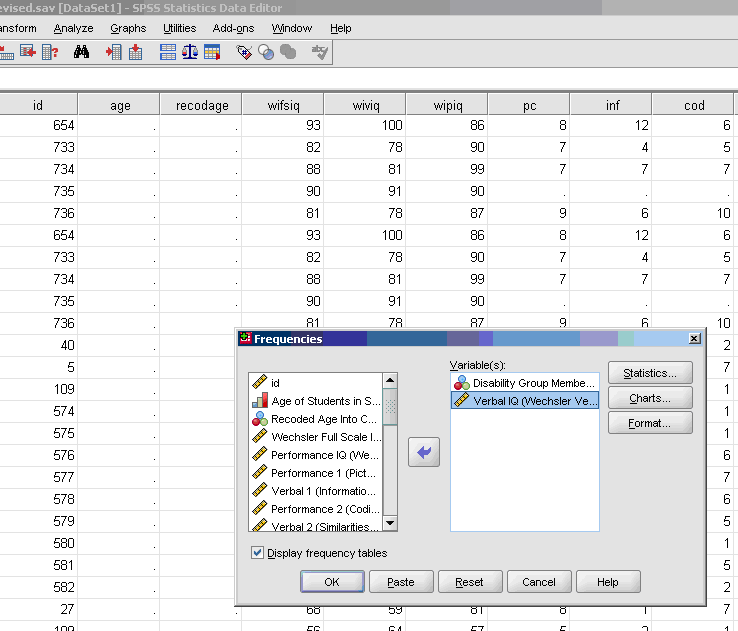 evised.sav [DataSet1] - SPSS Statistics Data Editor
ansform Analyze Graphs Utilities Add-ons Window Help
id age recodage wifsiq wiviq wipiq pc inf cod
654 . . 93 100 86 8 12 6
733 . . 82 78 90 7 4 5
734 . . 88 81 99 7 7 7
735 . . 90 91 90 . . .
736 . . 81 78 87 9 6 10
654 . . 93 100 86 8 12 6
733 . . 82 78 90 7 4 5
734 . . 88 81 99 7 7 7
735 . . 90 91 90 . . .
736 . . 81 78 87 9 6 10
40 2
5 7
109 1
574 1
575 1
576 6
577 7
578 6
579 5
580 1
581 5
582 2
27 . . 68 59 81 8 1 7
109 . . 56 64 57 5 2 1
Frequencies
id
Age of Students in S...
Recoded Age Into C...
Wechsler Full Scale I...
Performance IQ (We...
Performance 1 (Pict...
Verbal 1 (Informatio...
Performance 2 (Codi...
Verbal 2 (Similarities...
Variable(s):
Disability Group Membe...
Verbal IQ (Wechsler Ve...
Statistics...
Charts...
Format...
Display frequency tables
OK Paste Reset Cancel Help